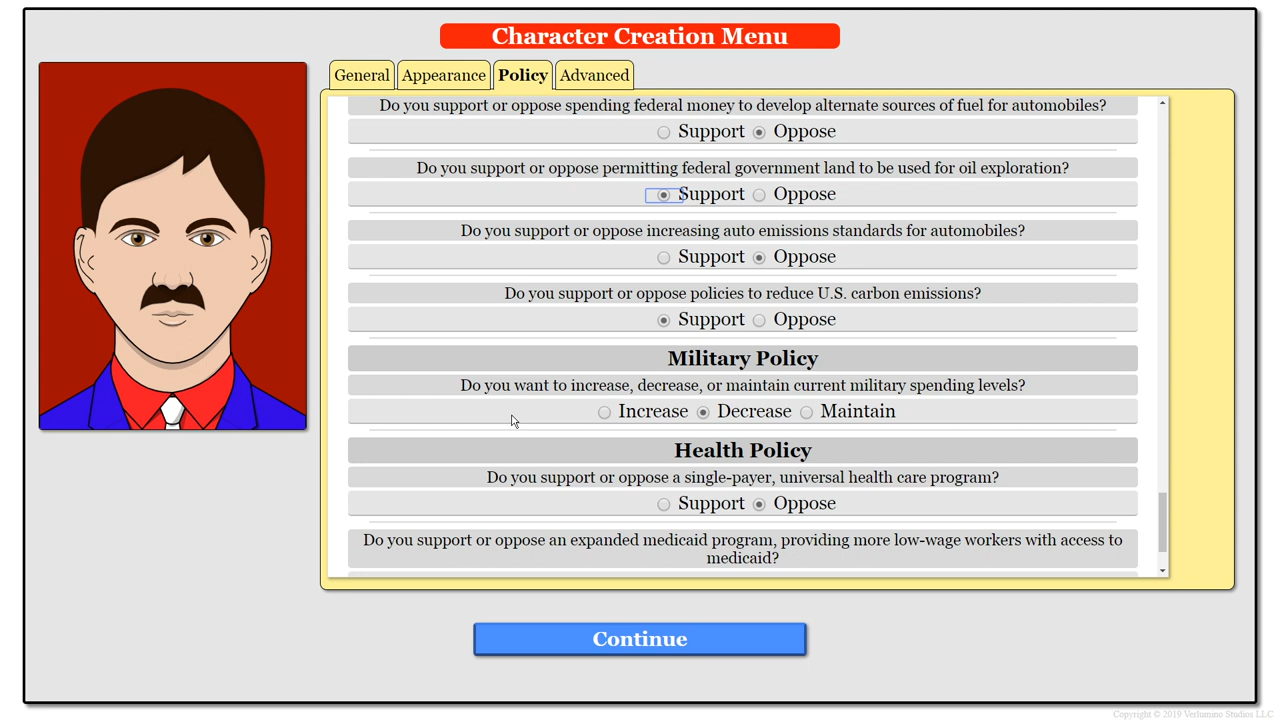 Character Creation Menu
General Appearance Policy Advanced
Do you support or oppose spending federal money to develop alternate sources of fuel for automobiles?
Support Oppose
Do you support or oppose permitting federal government land to be used for oil exploration?
Support Oppose
Do you support or oppose increasing auto emissions standards for automobiles?
Support Oppose
Do you support or oppose policies to reduce U.S. carbon emissions?
Support Oppose
Military Policy
Do you want to increase, decrease, or maintain current military spending levels?
Increase Decrease Maintain
Health Policy
Do you support or oppose a single-payer, universal health care program?
Support Oppose
Do you support or oppose an expanded medicaid program, providing more low-wage workers with access to
medicaid?
Continue
Copyright © 2019 Verlumino Studios LLC